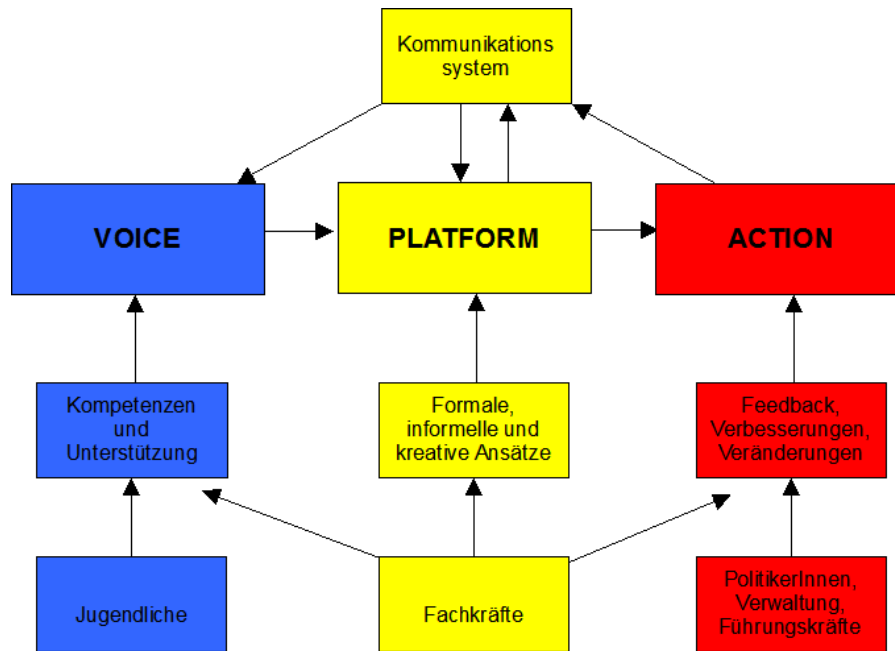 Kommunikations
system
VOICE
PLATFORM
ACTION
Kompetenzen
und
Unterstützung
Formale,
informelle und
kreative Ansätze
Feedback,
Verbesserungen,
Veränderungen
Jugendliche
Fachkräfte
PolitikerInnen,
Verwaltung,
Führungskräfte